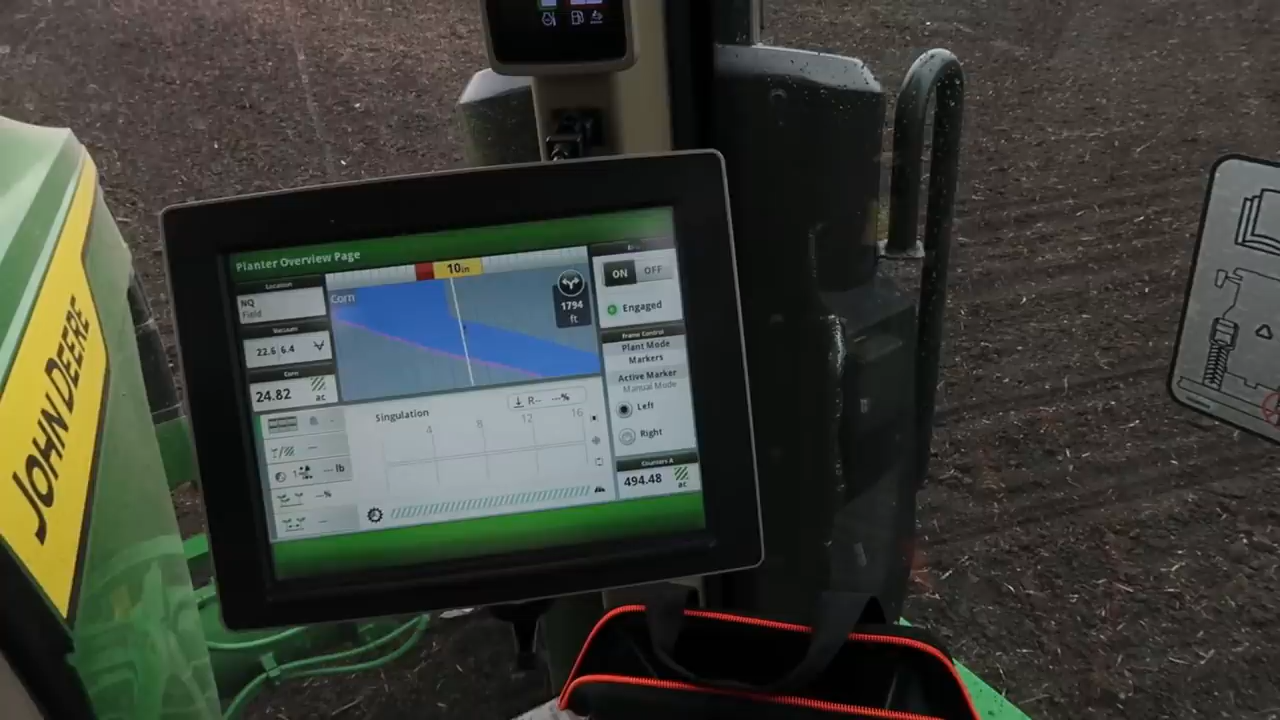 Planter Overview Page
Location
NQ
Field
Vacuum
22.6 6.4
Corn
24.82
ac
10in
Corn
1794
ft
ON OFF
Engaged
Frame Control
Plant Mode
Markers
Active Marker
Manual Mode
Left
Right
Counters A
494.48
ac
Singulation
R-- --%
4 8 12 16
--- lb
--%
JOHN DEERE